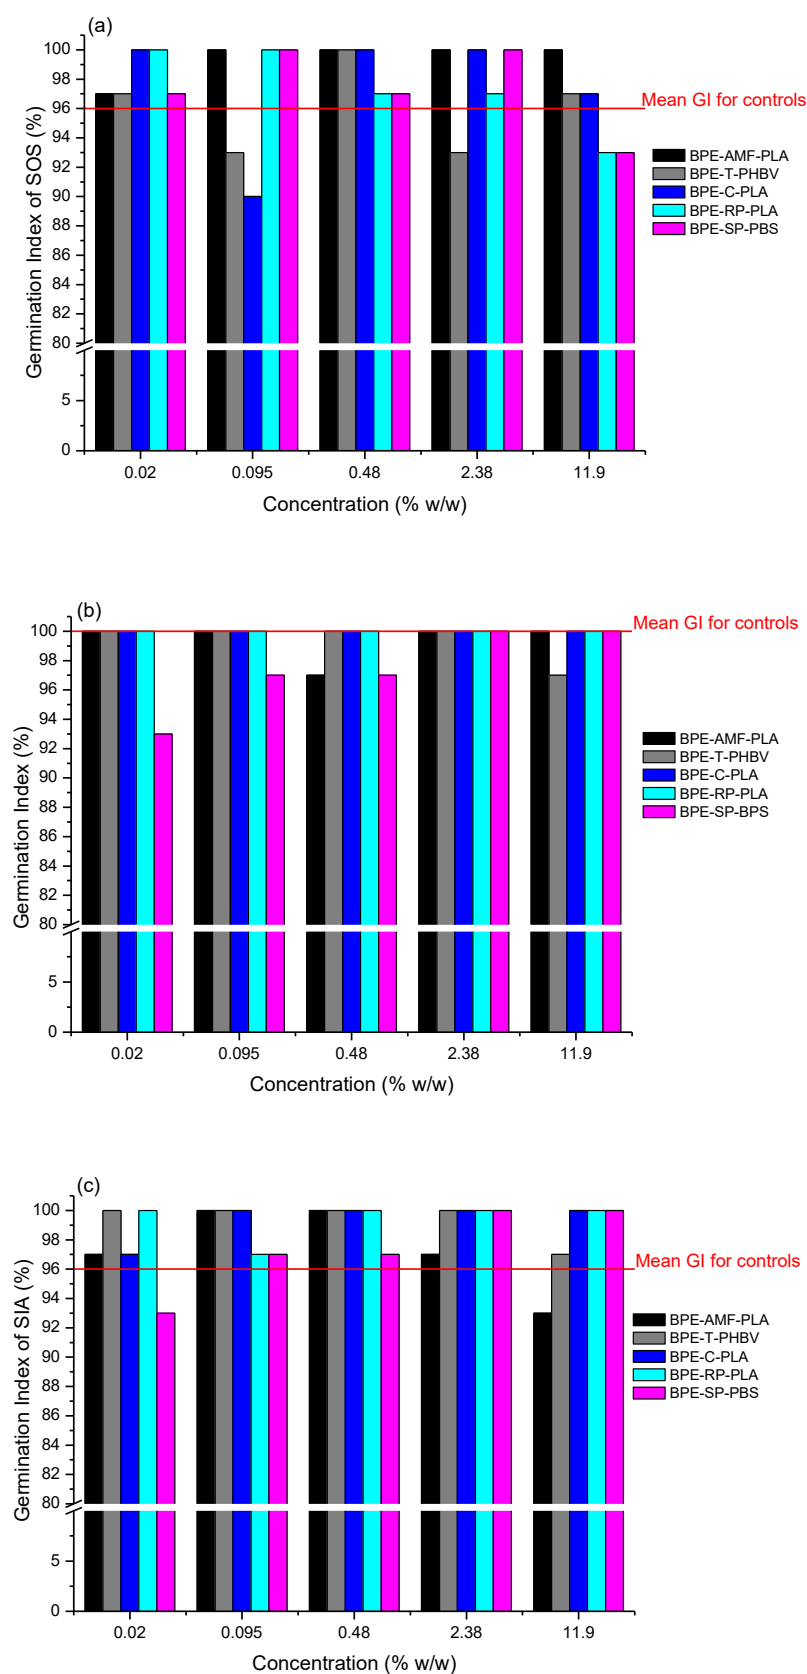 (a)
100
98
96
94
92
90
88
86
84
82
80
5
0
Germination Index of SOS (%)
Mean GI for controls
BPE-AMF-PLA
BPE-T-PHBV
BPE-C-PLA
BPE-RP-PLA
BPE-SP-PBS
0.02 0.095 0.48 2.38 11.9
Concentration (% w/w)
(b)
100
98
96
94
92
90
88
86
84
82
80
5
0
Germination Index (%)
Mean GI for controls
BPE-AMF-PLA
BPE-T-PHBV
BPE-C-PLA
BPE-RP-PLA
BPE-SP-BPS
0.02 0.095 0.48 2.38 11.9
Concentration (% w/w)
(c)
100
98
96
94
92
90
88
86
84
82
80
5
0
Germination Index of SIA (%)
Mean GI for controls
BPE-AMF-PLA
BPE-T-PHBV
BPE-C-PLA
BPE-RP-PLA
BPE-SP-PBS
0.02 0.095 0.48 2.38 11.9
Concentration (% w/w)